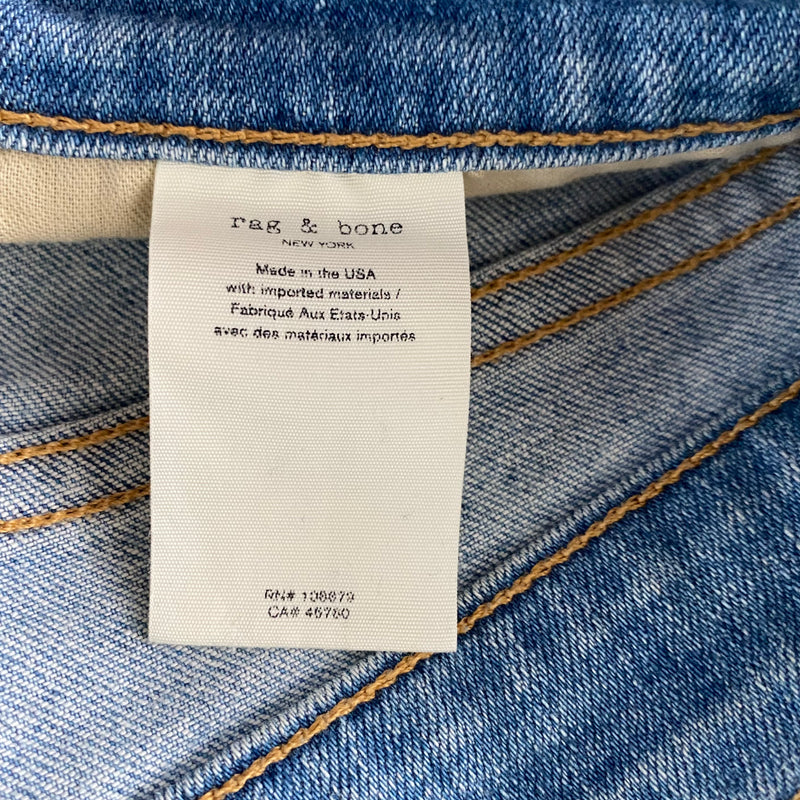 rag & bone
NEW YORK
Made in the USA
with imported materials /
Fabriqué Aux Etats-Unis
avec des matériaux importés
RN#
CA# 46760